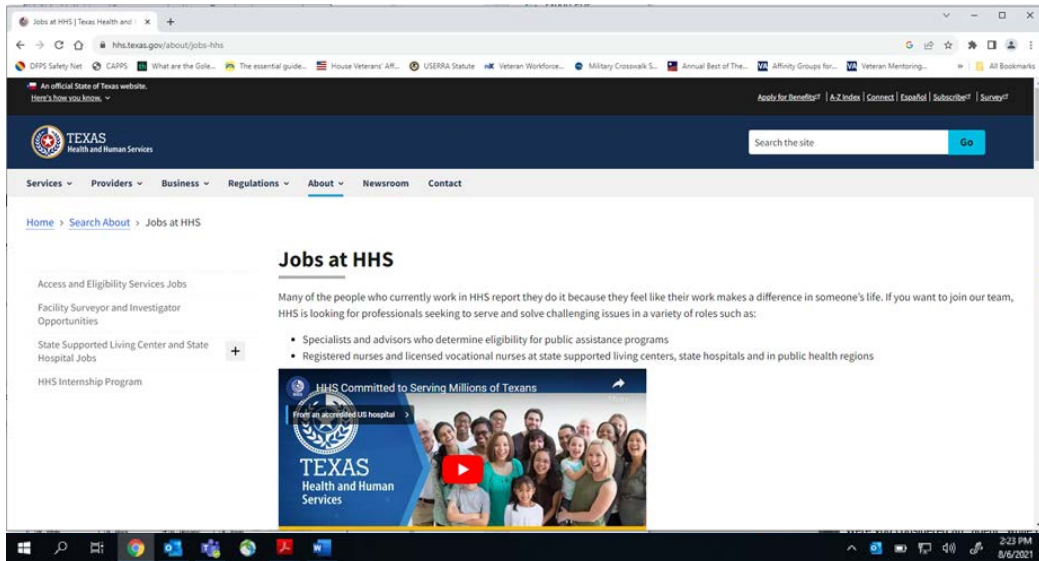 Jobs at HHS | Texas Health and
hhs.texas.gov/about/jobs-hhs
DFPS Safety Net CAPPS What are the Gole... The essential guide... House Veterans' Aff... USERRA Statute Veteran Workforce... Military Crosswalk S... Annual Best of The... VA Affinity Groups for... VA Veteran Mentoring... » All Bookmarks
An official State of Texas website.
Here's how you know.
Apply for Benefits | A-Z Index | Connect | Español | Subscribe | Survey
TEXAS
Health and Human Services
Search the site Go
Services Providers Business Regulations About Newsroom Contact
Home > Search About > Jobs at HHS
Jobs at HHS
Access and Eligibility Services Jobs
Facility Surveyor and Investigator
Opportunities
State Supported Living Center and State
Hospital Jobs
HHS Internship Program
Many of the people who currently work in HHS report they do it because they feel like their work makes a difference in someone's life. If you want to join our team,
HHS is looking for professionals seeking to serve and solve challenging issues in a variety of roles such as:
• Specialists and advisors who determine eligibility for public assistance programs
• Registered nurses and licensed vocational nurses at state supported living centers, state hospitals and in public health regions
HHS Committed to Serving Millions of Texans
Share
From an accredited US hospital >
TEXAS
Health and Human
Services
2:23 PM
8/6/2021